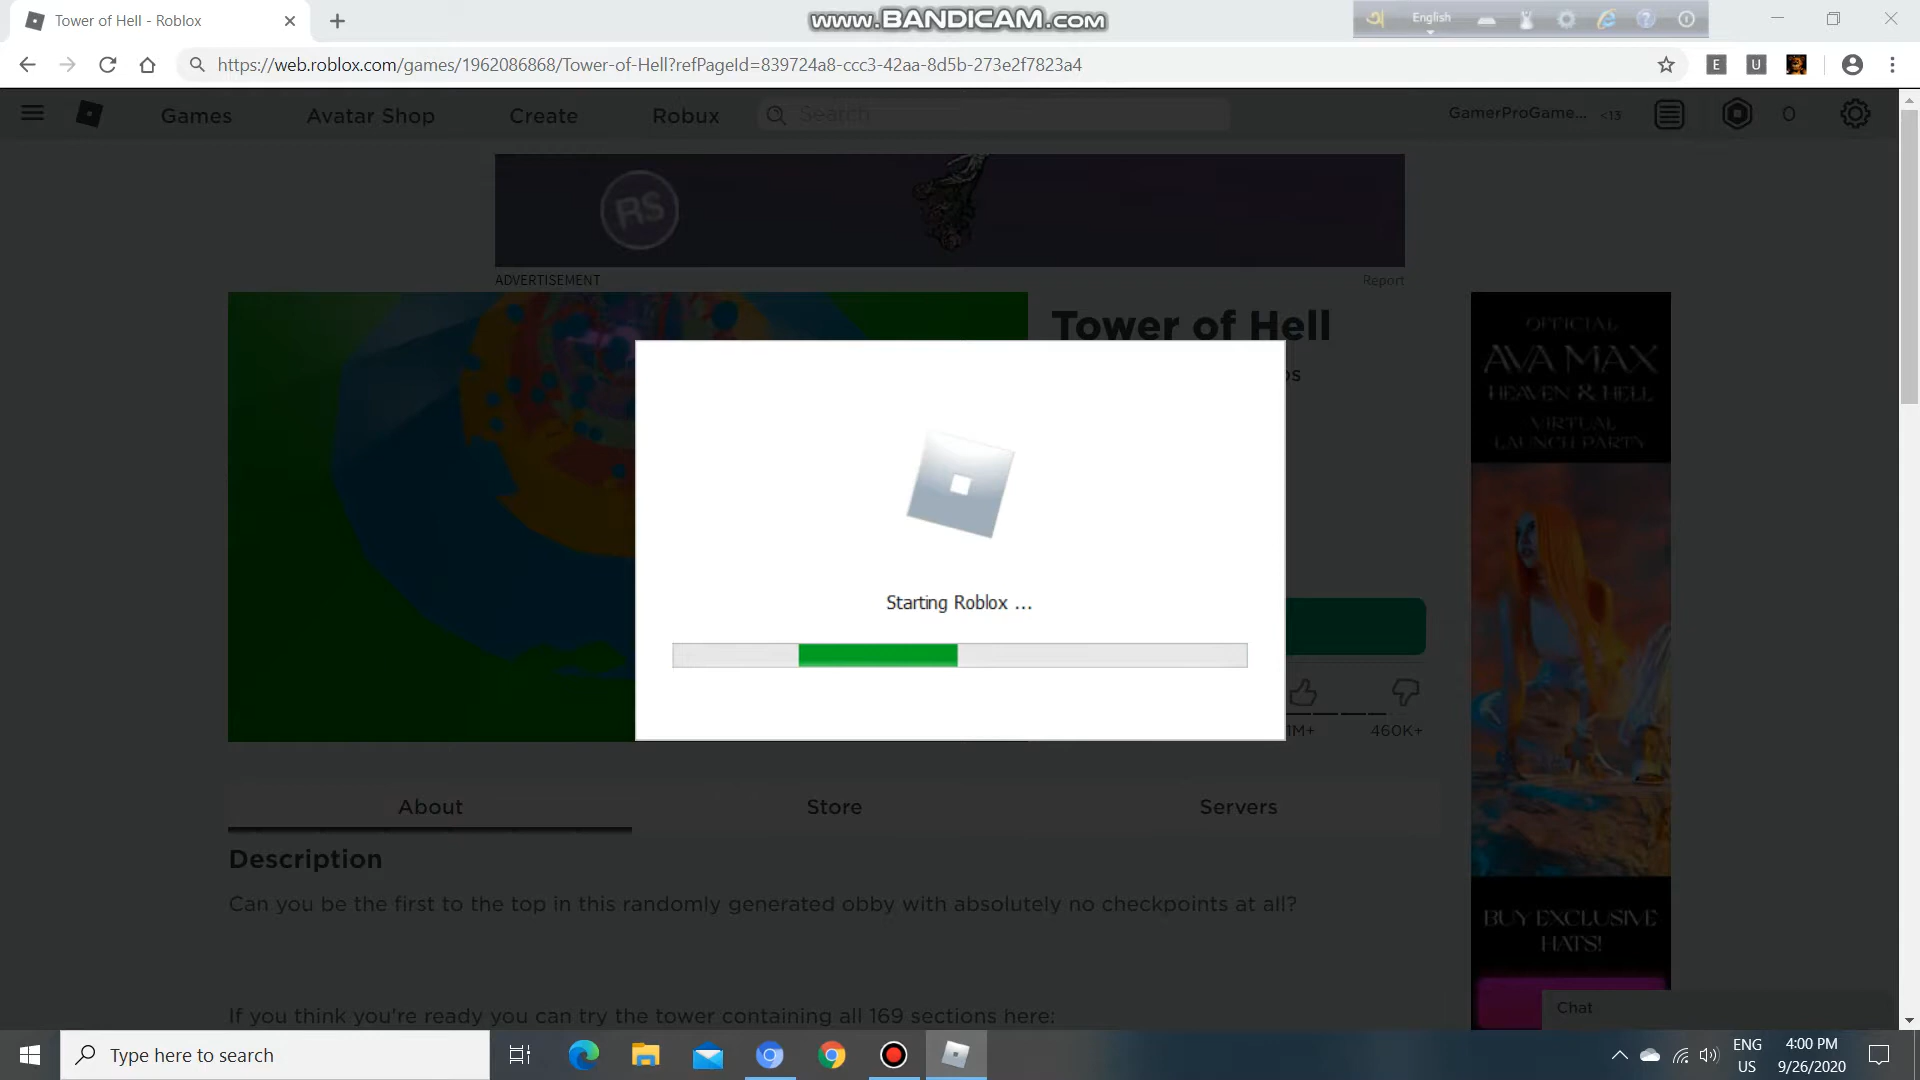 Tower of Hell - Roblox
www.BANDICAM.com
English
https://web.roblox.com/games/1962086868/Tower-of-Hell?refPageId=839724a8-ccc3-42aa-8d5b-273e2f7823a4
E
U
Games
Avatar Shop
Create
Robux
Search
GamerProGame... <13
0
RS
ADVERTISEMENT
Report
Tower of Hell
OFFICIAL
AVA MAX
HEAVEN & HELL
VIRTUAL
LAUNCH PARTY
Starting Roblox ...
1M+
460K+
About
Store
Servers
Description
Can you be the first to the top in this randomly generated obby with absolutely no checkpoints at all?
BUY EXCLUSIVE
HATS!
If you think you're ready you can try the tower containing all 169 sections here:
Chat
Type here to search
ENG
US
4:00 PM
9/26/2020